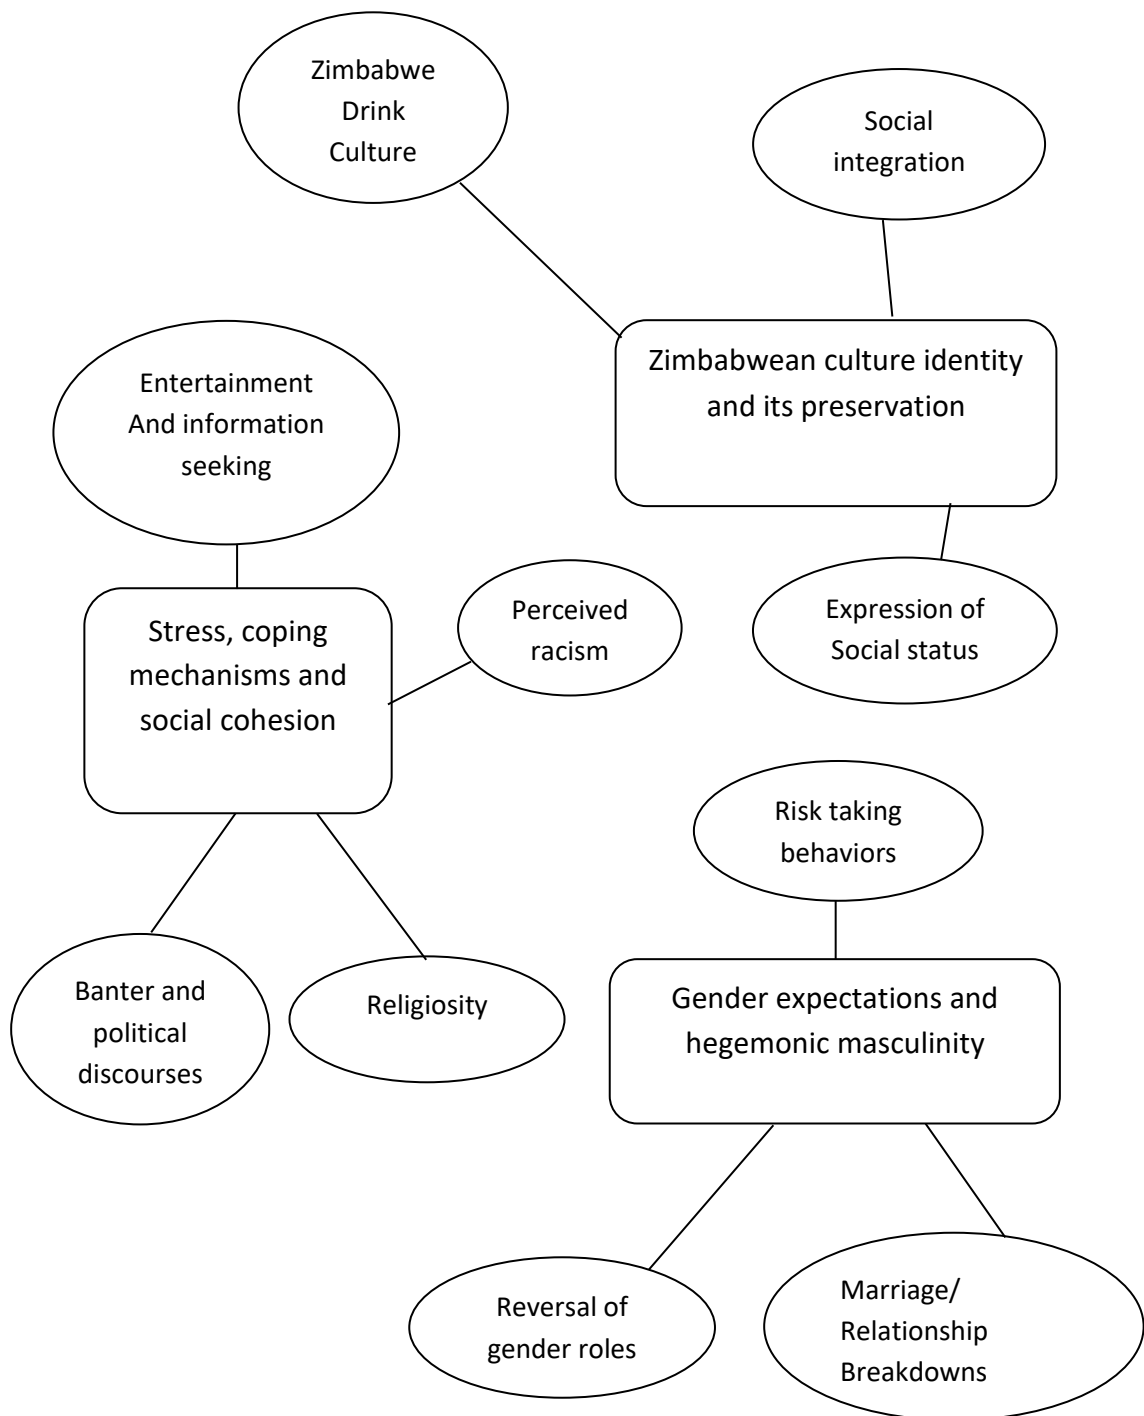 Zimbabwe
Drink
Culture
Social
integration
Zimbabwean culture identity
and its preservation
Entertainment
And information
seeking
Expression of
Social status
Perceived
racism
Stress, coping
mechanisms and
social cohesion
Risk taking
behaviors
Banter and
political
discourses
Religiosity
Gender expectations and
hegemonic masculinity
Reversal of
gender roles
Marriage/
Relationship
Breakdowns